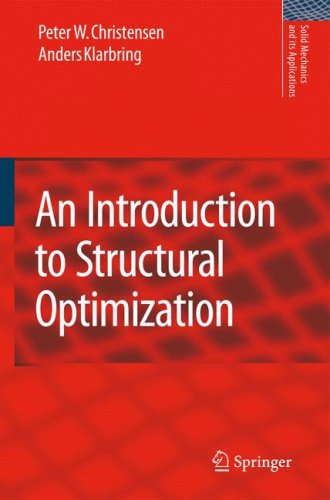 Peter W. Christensen
Anders Klarbring
Solid Mechanics
and its Applications
An Introduction
to Structural
Optimization
Springer